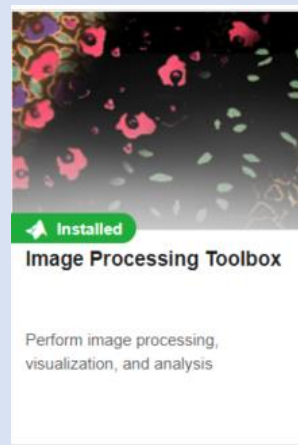 Installed
Image Processing Toolbox
Perform image processing,
visualization, and analysis